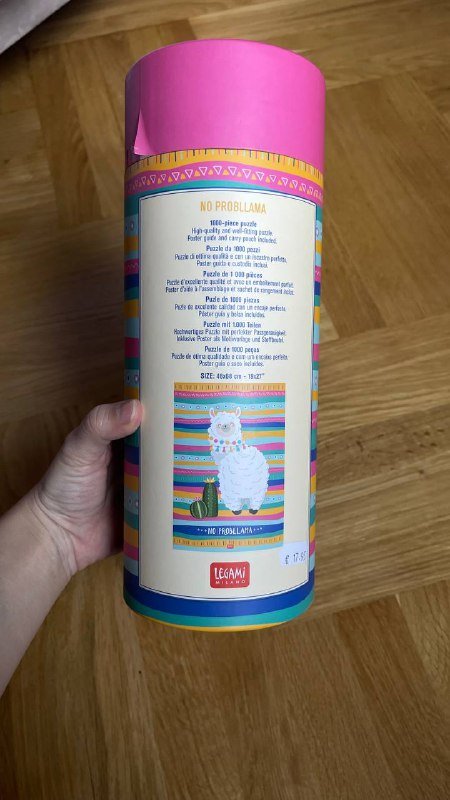 NO PROBLLAMA
1000-piece puzzle
High-quality and well-fitting puzzle.
Poster guide and carry pouch included.
Puzzle da 1000 pezzi
Puzzle di ottima qualità e con un incastro perfetto.
Poster guida e custodia inclusi.
Puzzle de 1 000 pièces
Puzzle d'excellente qualité et avec un emboîtement parfait.
Poster d'aide à l'assemblage et sachet de rangement inclus.
Puzle de 1000 piezas
Puzle de excelente calidad con un encaje perfecto.
Póster guía y bolsa incluidos.
Puzzle mit 1.000 Teilen
Hochwertiges Puzzle mit perfekter Passgenauigkeit.
Inklusive Poster als Motivvorlage und Stoffbeutel.
Puzzle de 1000 peças
Puzzle de ótima qualidade e com um encaixe perfeito.
Poster guia e saco incluídos.
SIZE: 48x68 cm - 19x27"
NO PROBLLAMA
LEGAMI
MILANO
€ 17.95